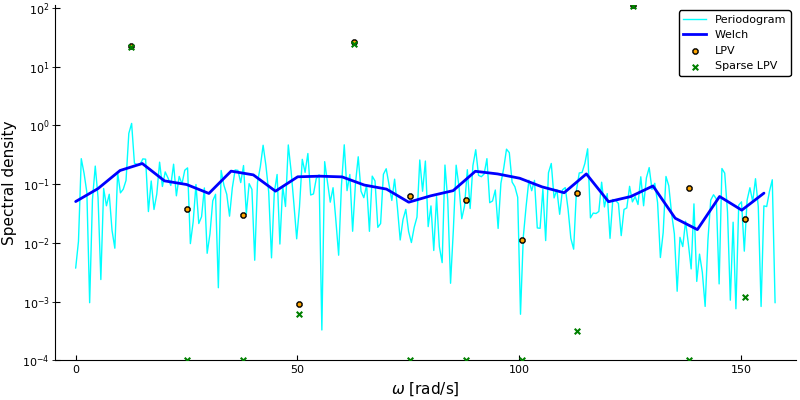 10²
10¹
10⁰
10⁻¹
10⁻²
10⁻³
10⁻⁴
Spectral density
0 50 100 150
ω [rad/s]
Periodogram
Welch
LPV
Sparse LPV